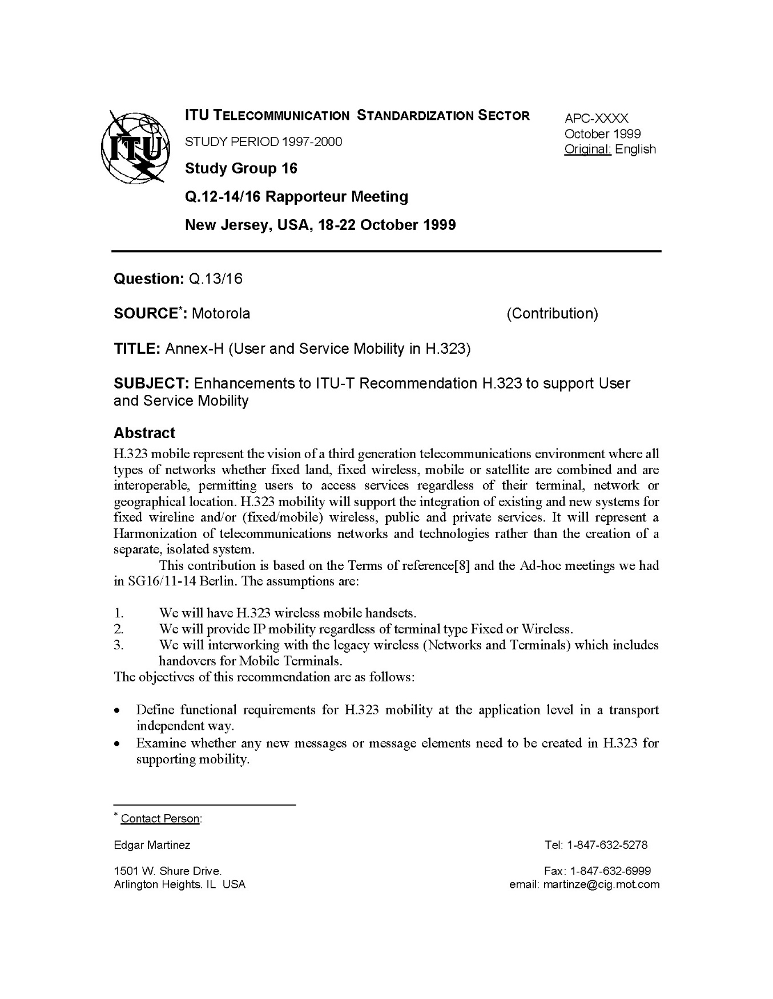 ITU
ITU TELECOMMUNICATION STANDARDIZATION SECTOR
STUDY PERIOD 1997-2000
Study Group 16
Q.12-14/16 Rapporteur Meeting
New Jersey, USA, 18-22 October 1999
APC-XXXX
October 1999
Original: English
Question: Q.13/16
SOURCE*: Motorola (Contribution)
TITLE: Annex-H (User and Service Mobility in H.323)
SUBJECT: Enhancements to ITU-T Recommendation H.323 to support User
and Service Mobility
Abstract
H.323 mobile represent the vision of a third generation telecommunications environment where all
types of networks whether fixed land, fixed wireless, mobile or satellite are combined and are
interoperable, permitting users to access services regardless of their terminal, network or
geographical location. H.323 mobility will support the integration of existing and new systems for
fixed wireline and/or (fixed/mobile) wireless, public and private services. It will represent a
Harmonization of telecommunications networks and technologies rather than the creation of a
separate, isolated system.
This contribution is based on the Terms of reference[8] and the Ad-hoc meetings we had
in SG16/11-14 Berlin. The assumptions are:
1. We will have H.323 wireless mobile handsets.
2. We will provide IP mobility regardless of terminal type Fixed or Wireless.
3. We will interworking with the legacy wireless (Networks and Terminals) which includes
handovers for Mobile Terminals.
The objectives of this recommendation are as follows:
• Define functional requirements for H.323 mobility at the application level in a transport
independent way.
• Examine whether any new messages or message elements need to be created in H.323 for
supporting mobility.
* Contact Person:
Edgar Martinez Tel: 1-847-632-5278
1501 W. Shure Drive. Fax: 1-847-632-6999
Arlington Heights. IL USA email: martinze@cig.mot.com